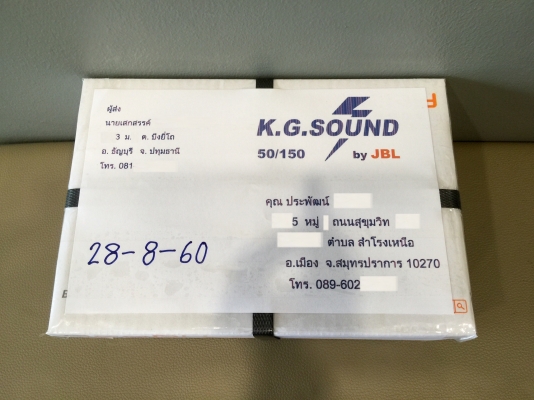 ผู้ส่ง
นายเสกสรรค์
3 ม. ต. บึงยี่โถ
อ. ธัญบุรี จ. ปทุมธานี
โทร. 081
K.G.SOUND
50/150 by JBL
คุณ ประพัฒน์
5 หมู่ ถนนสุขุมวิท
ตำบล สำโรงเหนือ
อ.เมือง จ.สมุทรปราการ 10270
โทร. 089-602
28-8-60